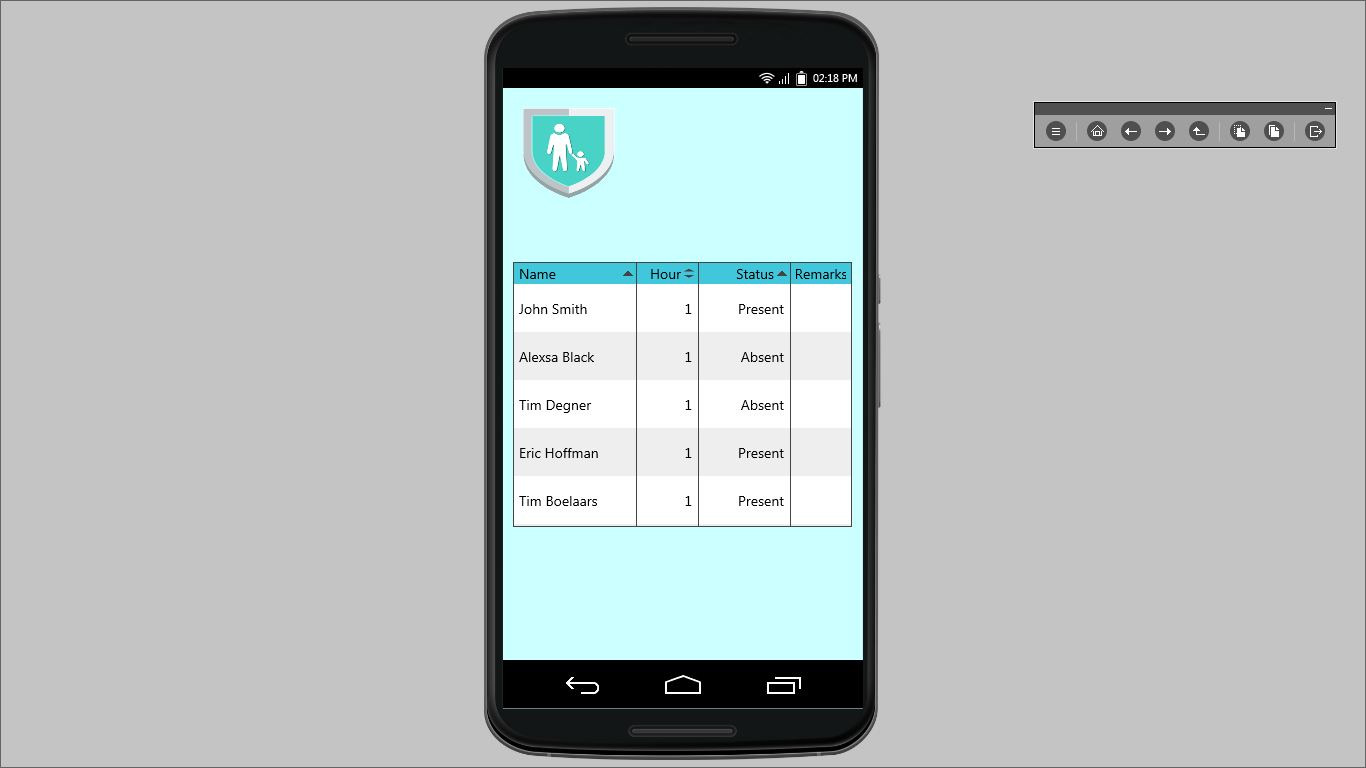 02:18 PM
Name Hour Status Remarks
John Smith 1 Present
Alexsa Black 1 Absent
Tim Degner 1 Absent
Eric Hoffman 1 Present
Tim Boelaars 1 Present